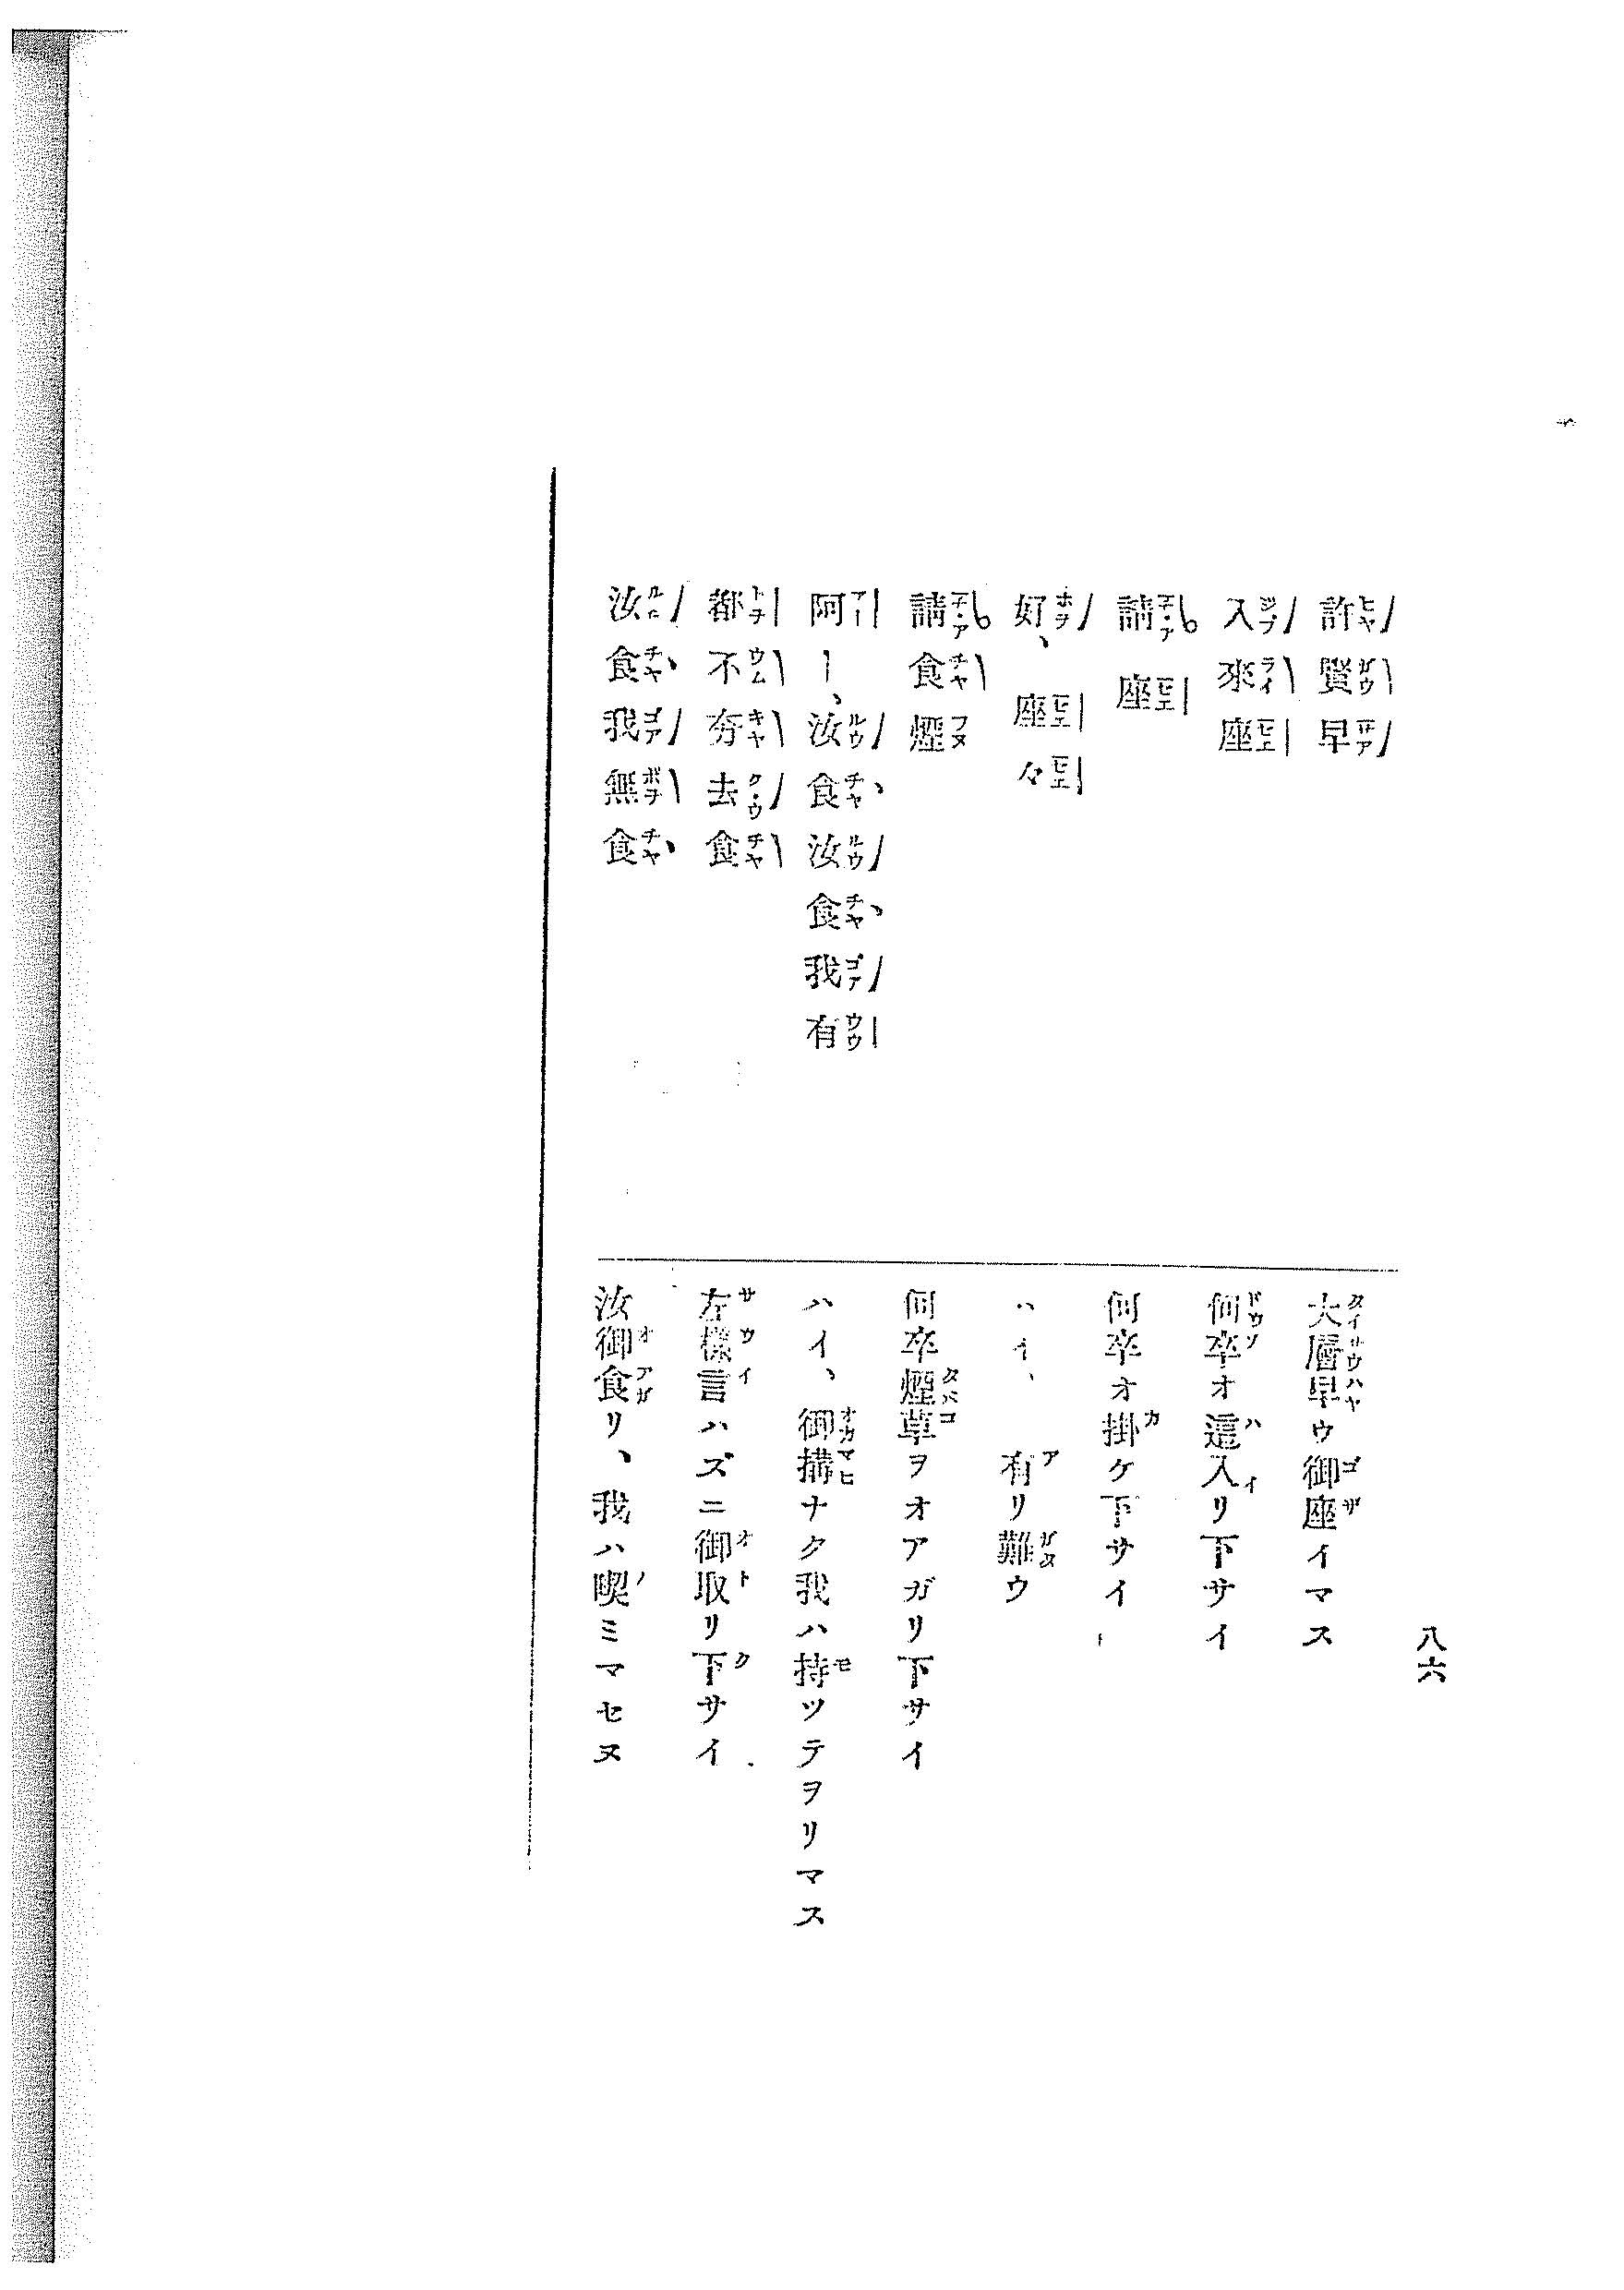 八六
許賢早
大層早ウ御座イマス
入來座
何卒オ這入リ下サイ
請座
何卒オ掛ケ下サイ
好、座々
ハイ、有リ難ウ
請食煙
何卒煙草ヲオアガリ下サイ
阿ー、汝食汝食我有
ハイ、御搆ナク我ハ持ツテヲリマス
都不夯去食
左樣言ハズニ御取リ下サイ
汝食我無食
汝御食リ、我ハ喫ミマセヌ